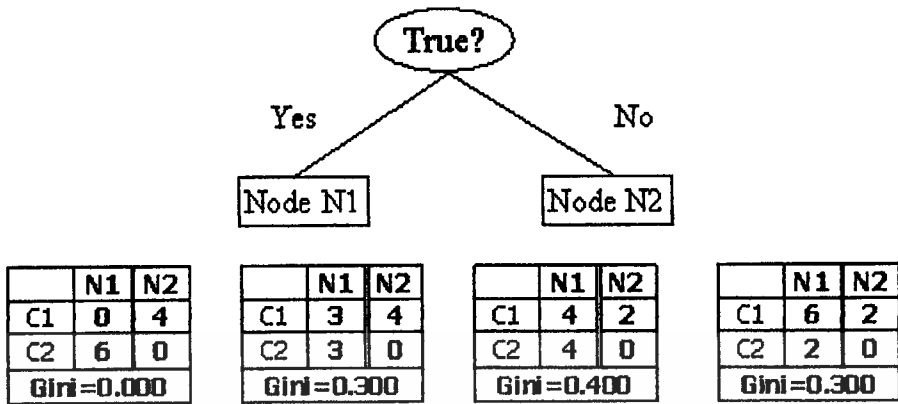 True?
Yes No
Node N1 Node N2
N1 N2
C1 0 4
C2 6 0
Gini=0.000
N1 N2
C1 3 4
C2 3 0
Gini=0.300
N1 N2
C1 4 2
C2 4 0
Gini=0.400
N1 N2
C1 6 2
C2 2 0
Gini=0.300